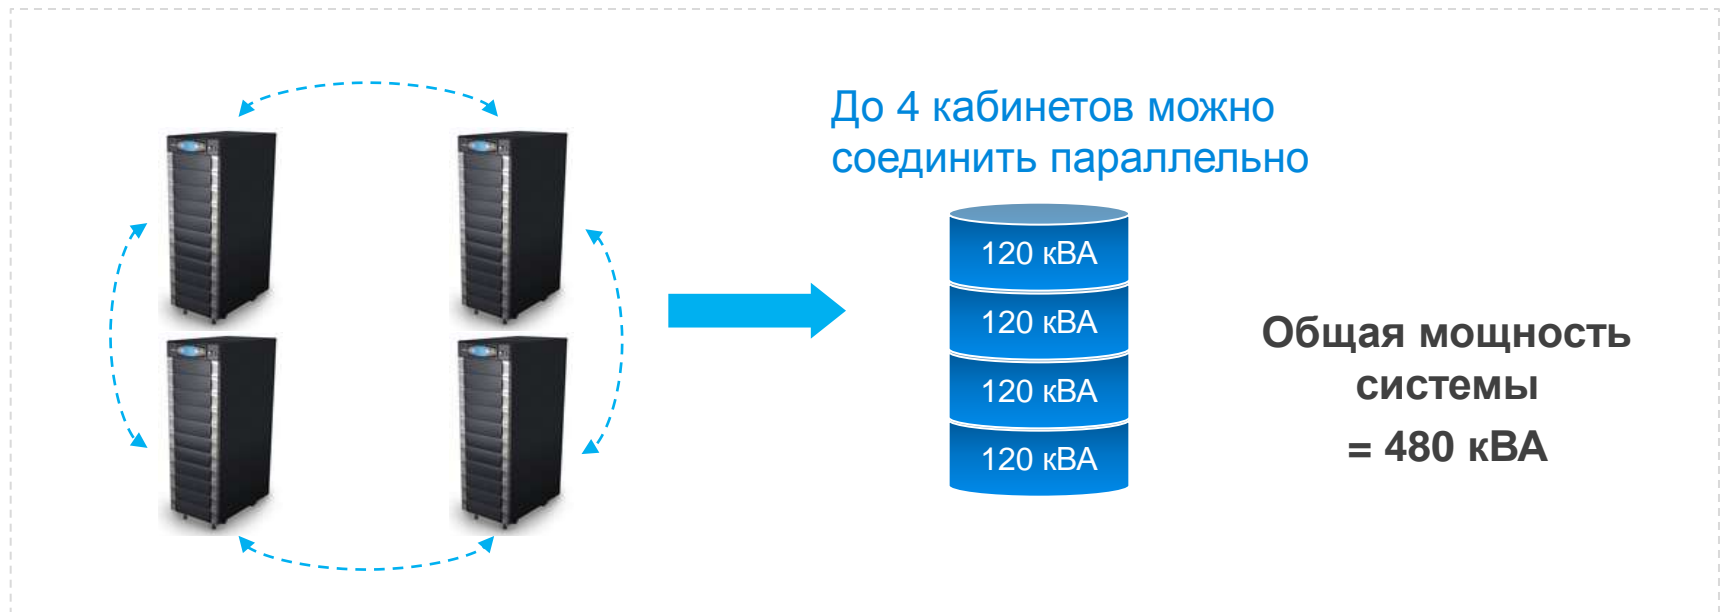 До 4 кабинетов можно
соединить параллельно
120 кВА
120 кВА
120 кВА
120 кВА
Общая мощность
системы
= 480 кВА